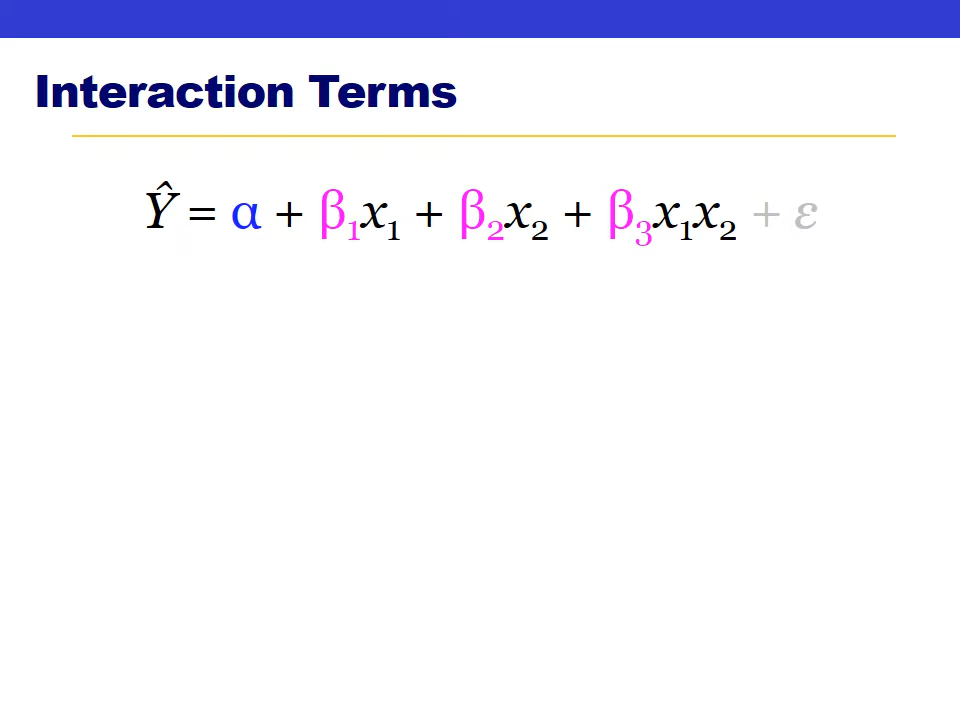 Interaction Terms
Ŷ = α + β₁x₁ + β₂x₂ + β₃x₁x₂ + ε